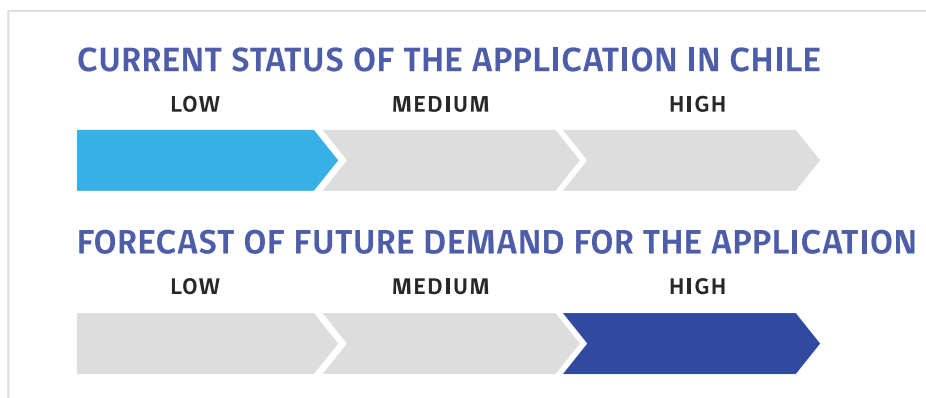 CURRENT STATUS OF THE APPLICATION IN CHILE
LOW MEDIUM HIGH
FORECAST OF FUTURE DEMAND FOR THE APPLICATION
LOW MEDIUM HIGH